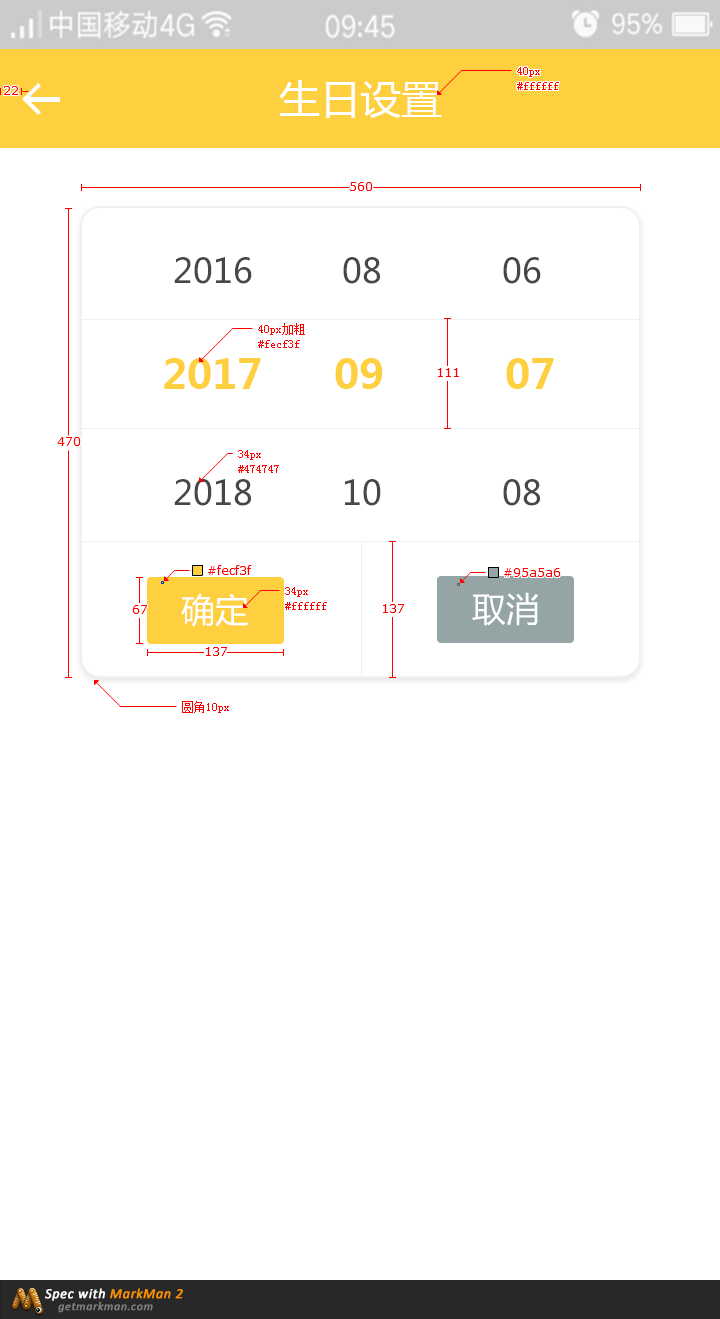 中国移动4G 09:45 95%
22 生日设置 40px
#ffffff
560
2016 08 06
40px加粗
#fecf3f
2017 09 07
111
470
34px
#474747
2018 10 08
#fecf3f #95a5a6
67 确定 34px
#ffffff
137 取消
137
圆角10px
Spec with MarkMan 2
getmarkman.com